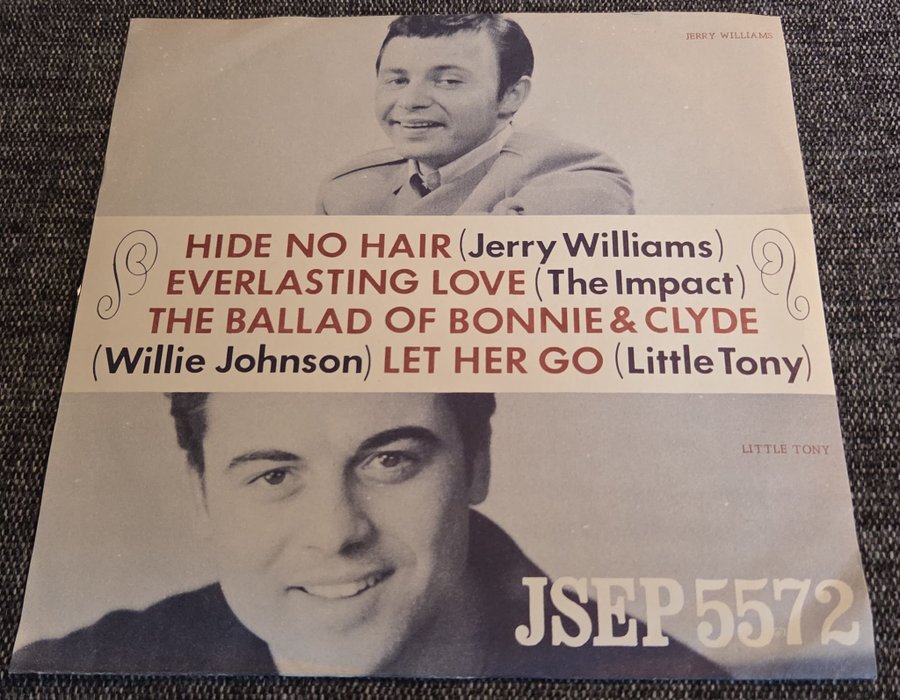 JERRY WILLIAMS
HIDE NO HAIR (Jerry Williams)
EVERLASTING LOVE (The Impact)
THE BALLAD OF BONNIE & CLYDE
(Willie Johnson) LET HER GO (Little Tony)
LITTLE TONY
JSEP 5572